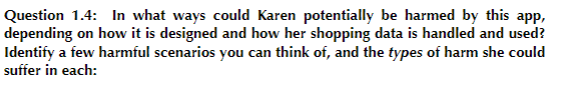 Question 1.4: In what ways could Karen potentially be harmed by this app,
depending on how it is designed and how her shopping data is handled and used?
Identify a few harmful scenarios you can think of, and the types of harm she could
suffer in each: